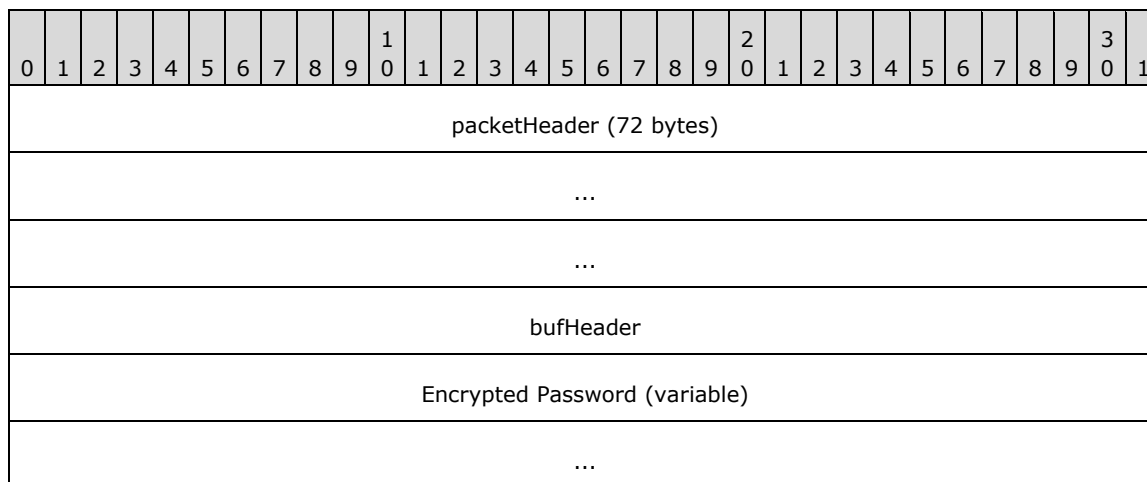 1 2 3
0 1 2 3 4 5 6 7 8 9 0 1 2 3 4 5 6 7 8 9 0 1 2 3 4 5 6 7 8 9 0 1
packetHeader (72 bytes)
...
...
bufHeader
Encrypted Password (variable)
...